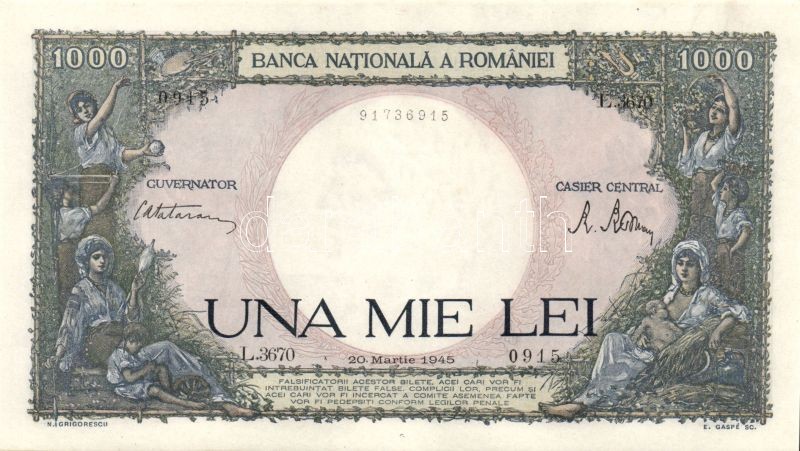 1000 BANCA NAȚIONALĂ A ROMÂNIEI 1000
0915 L.3670
91736915
GUVERNATOR CASIER CENTRAL
UNA MIE LEI
L.3670 20. Martie 1945 0915
FALSIFICATORII ACESTOR BILETE, ACEI CARI VOR FI
INTREBUINȚAT BILETE FALSE, COMPLICII LOR, PRECUM ȘI
ACEI CARI VOR FI INCERCAT A COMITE ASEMENEA FAPTE
VOR FI PEDEPSIȚI CONFORM LEGILOR PENALE
N. GRIGORESCU E. GASPÉ SC.